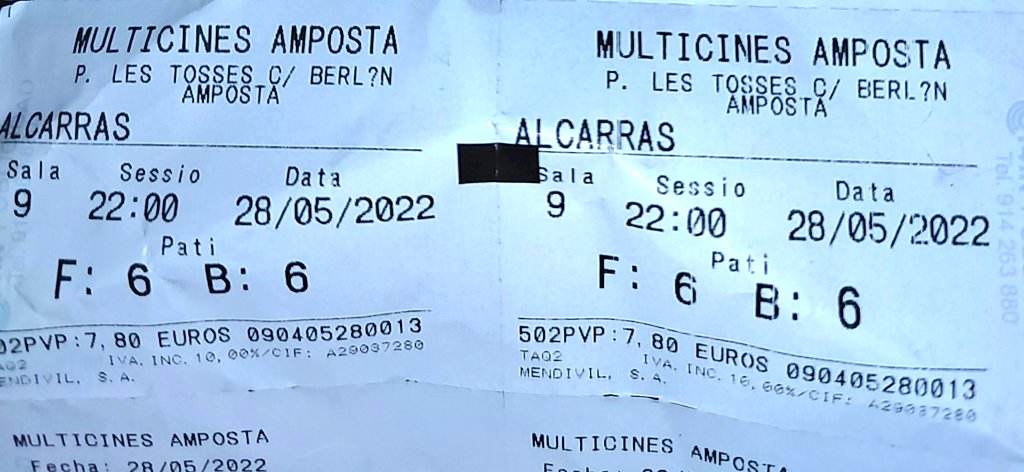 MULTICINES AMPOSTA
P. LES TOSSES C/ BERL?N
AMPOSTA
ALCARRAS
Sala Sessio Data
9 22:00 28/05/2022
Pati
F: 6 B: 6
02PVP:7,80 EUROS 090405280013
AQ2 IVA. INC. 10,00%/CIF: A29037280
ENDIVIL, S.A.
MULTICINES AMPOSTA
Fecha: 28/05/2022
MULTICINES AMPOSTA
P. LES TOSSES C/ BERL?N
AMPOSTA
ALCARRAS
Sala Sessio Data
9 22:00 28/05/2022
Pati
F: 6 B: 6
502PVP:7,80 EUROS 090405280013
TAQ2 IVA. INC. 10,00%/CIF: A29037280
MENDIVIL, S.A.
MULTICINES AMPOSTA
Tel. 914 263 880